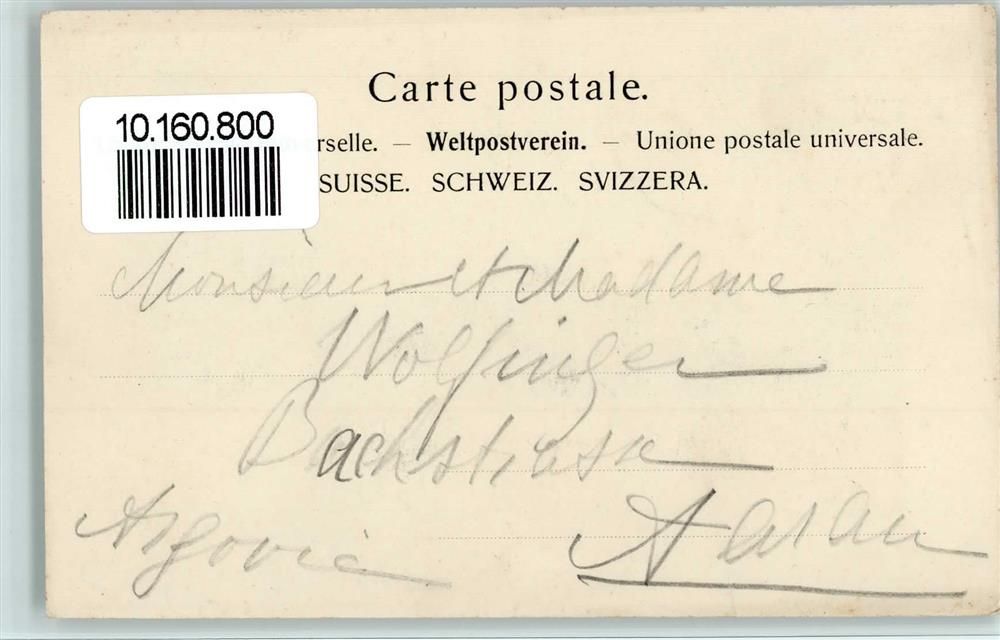 Carte postale.
10.160.800
rselle. — Weltpostverein. — Unione postale universale.
SUISSE. SCHWEIZ. SVIZZERA.
Monsieur et Madame
Wolfinger
Bachstrasse
Argovie Aarau